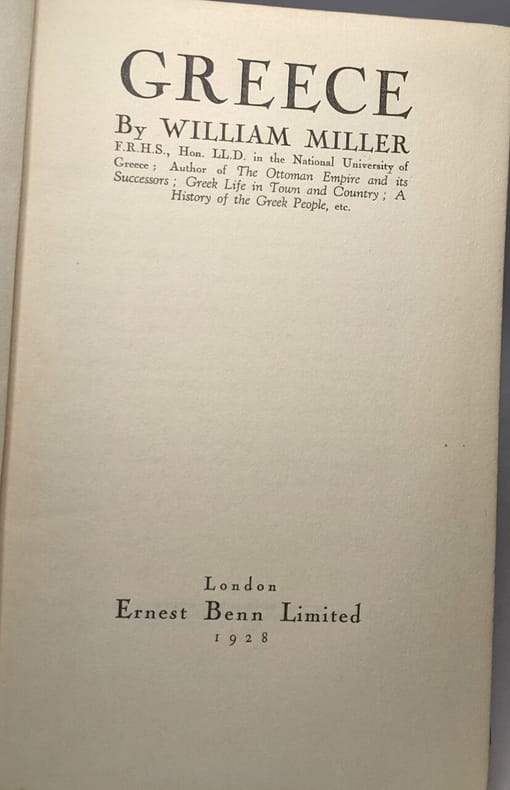 GREECE
By WILLIAM MILLER
F.R.H.S., Hon. LL.D. in the National University of
Greece ; Author of The Ottoman Empire and its
Successors ; Greek Life in Town and Country ; A
History of the Greek People, etc.
London
Ernest Benn Limited
1928